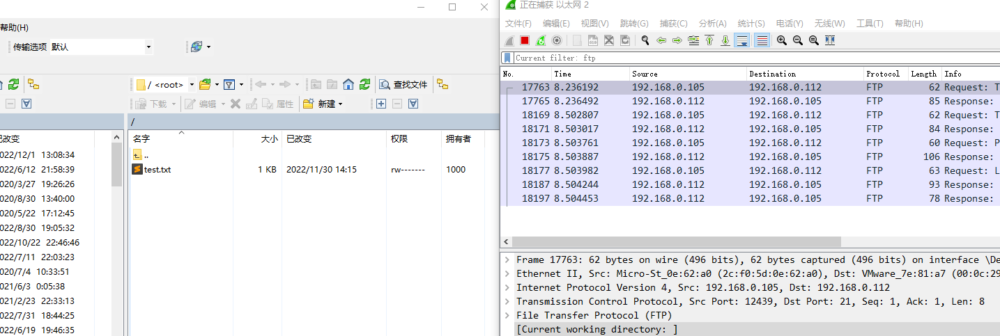 帮助(H)
传输选项 默认
/ <root>
查找文件
下载
编辑
属性
新建
已改变
022/12/1 13:08:34
022/6/12 21:58:39
020/3/27 19:26:26
020/8/30 13:40:00
020/5/22 17:12:45
022/8/30 19:05:32
022/10/22 22:46:46
022/7/11 22:03:23
020/7/4 10:33:51
021/6/3 0:05:38
021/2/23 22:33:13
022/7/31 18:44:25
022/6/19 19:46:35
/
名字 大小 已改变 权限 拥有者
..
test.txt 1 KB 2022/11/30 14:15 rw------- 1000
正在捕获 以太网 2
文件(F) 编辑(E) 视图(V) 跳转(G) 捕获(C) 分析(A) 统计(S) 电话(Y) 无线(W) 工具(T) 帮助(H)
Current filter: ftp
No. Time Source Destination Protocol Length Info
17763 8.236192 192.168.0.105 192.168.0.112 FTP 62 Request: T
17765 8.236492 192.168.0.112 192.168.0.105 FTP 85 Response:
18169 8.502807 192.168.0.105 192.168.0.112 FTP 62 Request: T
18171 8.503017 192.168.0.112 192.168.0.105 FTP 84 Response:
18173 8.503761 192.168.0.105 192.168.0.112 FTP 60 Request: P
18175 8.503887 192.168.0.112 192.168.0.105 FTP 106 Response:
18177 8.503982 192.168.0.105 192.168.0.112 FTP 63 Request: L
18187 8.504244 192.168.0.112 192.168.0.105 FTP 93 Response:
18197 8.504453 192.168.0.112 192.168.0.105 FTP 78 Response:
Frame 17763: 62 bytes on wire (496 bits), 62 bytes captured (496 bits) on interface \De
Ethernet II, Src: Micro-St_0e:62:a0 (2c:f0:5d:0e:62:a0), Dst: VMware_7e:81:a7 (00:0c:29
Internet Protocol Version 4, Src: 192.168.0.105, Dst: 192.168.0.112
Transmission Control Protocol, Src Port: 12439, Dst Port: 21, Seq: 1, Ack: 1, Len: 8
File Transfer Protocol (FTP)
[Current working directory: ]